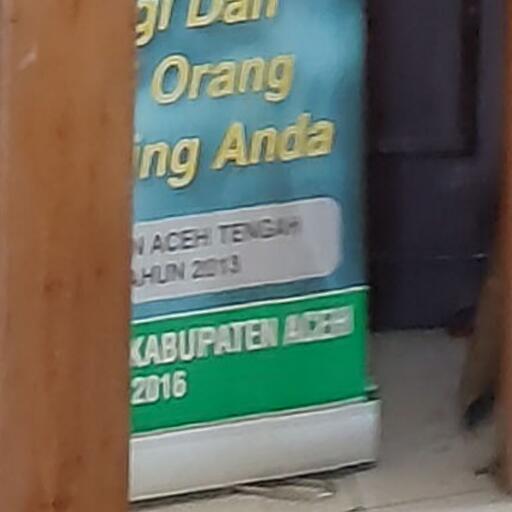 gi Dan
Orang
ing Anda
N ACEH TENGAH
AHUN 2013
KABUPATEN ACEH
2016